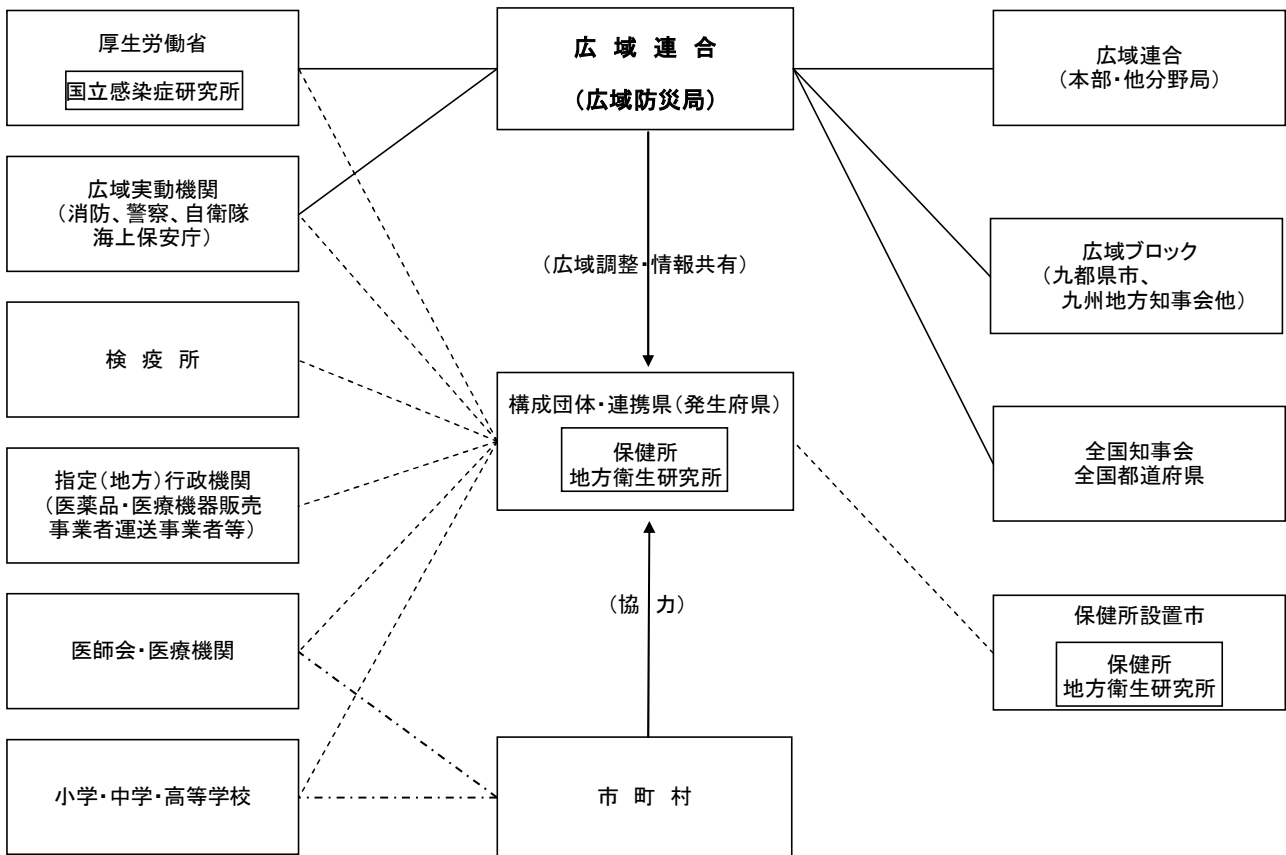 厚生労働省
国立感染症研究所
広域実動機関
(消防、警察、自衛隊
海上保安庁)
検 疫 所
指定(地方)行政機関
(医薬品・医療機器販売
事業者運送事業者等)
医師会・医療機関
小学・中学・高等学校
広 域 連 合
(広域防災局)
(広域調整・情報共有)
構成団体・連携県(発生府県)
保健所
地方衛生研究所
(協 力)
市 町 村
広域連合
(本部・他分野局)
広域ブロック
(九都県市、
九州地方知事会他)
全国知事会
全国都道府県
保健所設置市
保健所
地方衛生研究所